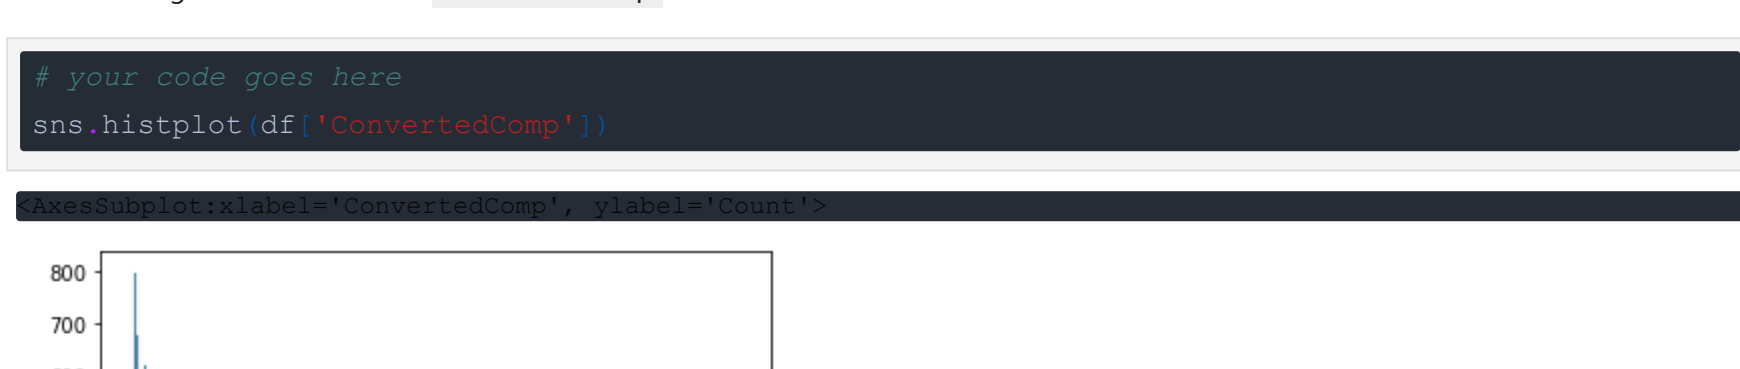 # your code goes here
sns.histplot(df['ConvertedComp'])
<AxesSubplot:xlabel='ConvertedComp', ylabel='Count'>
800
700